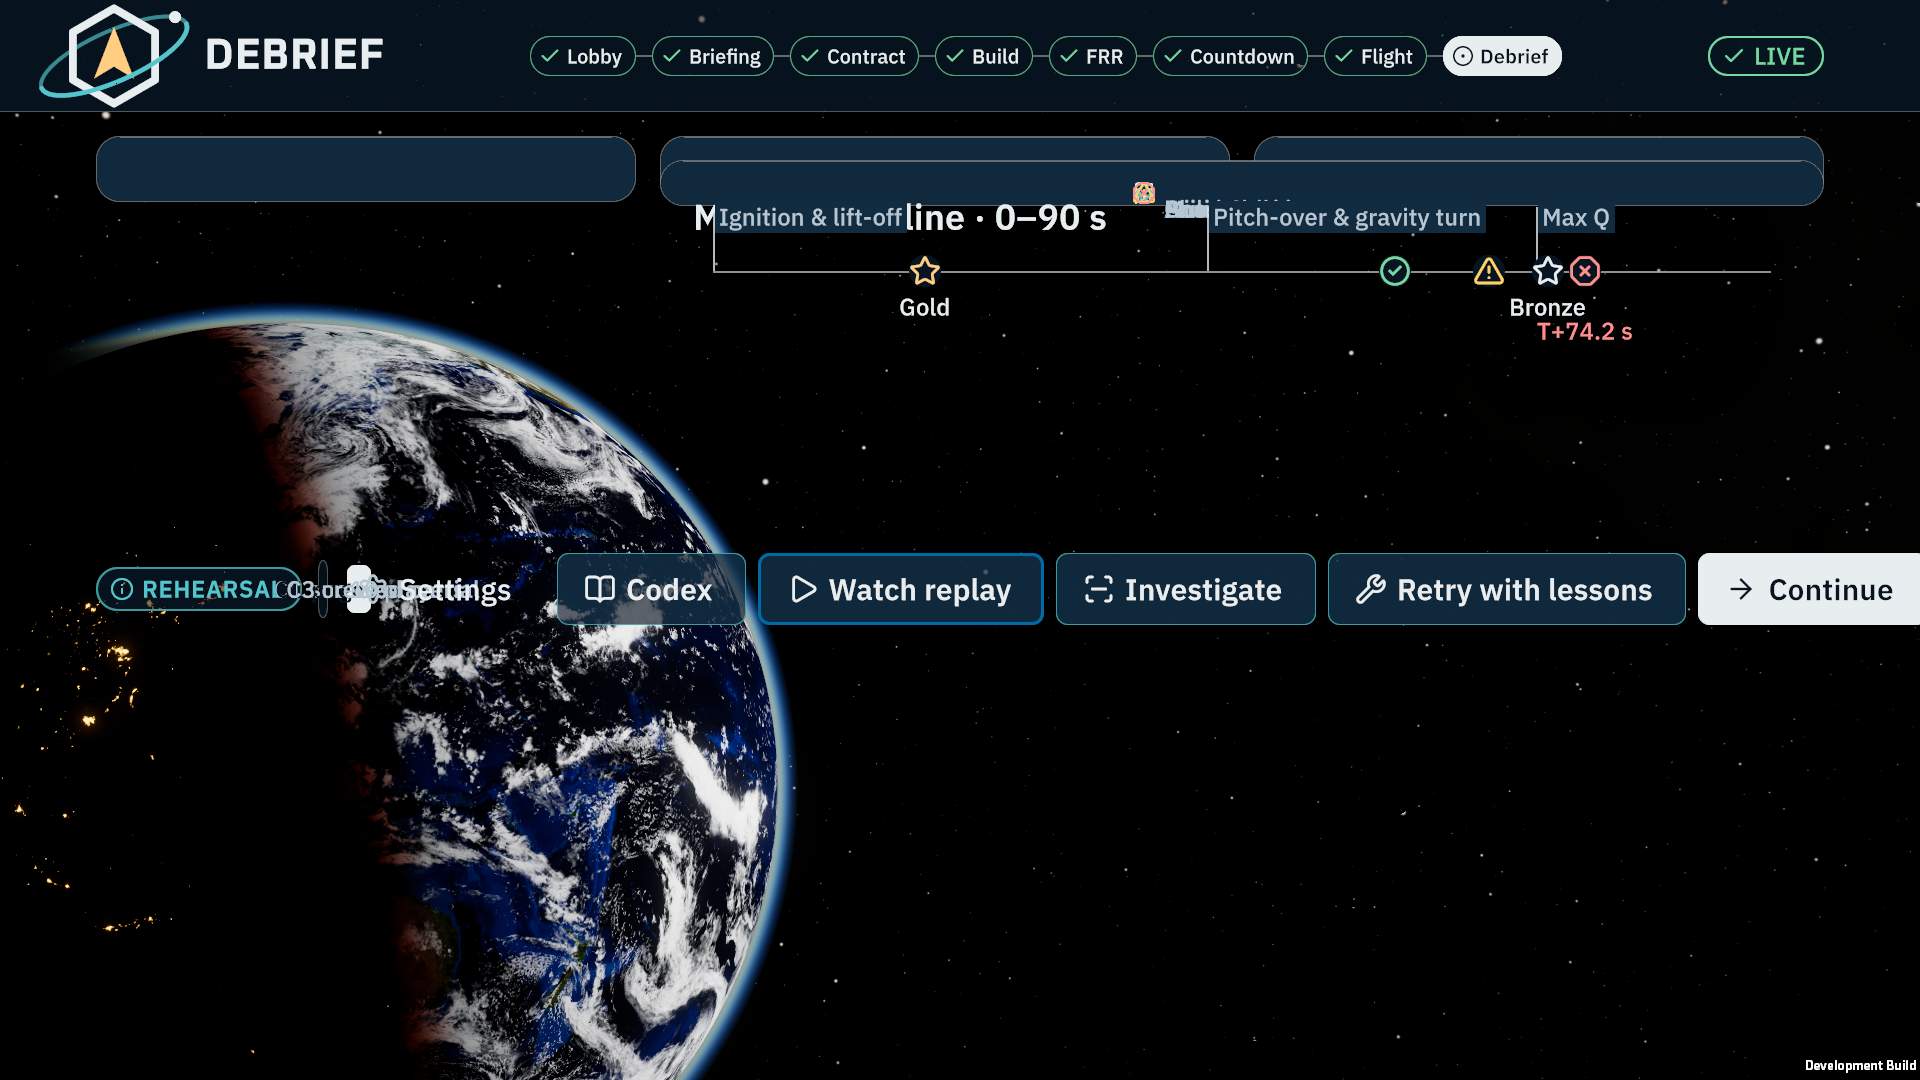 DEBRIEF
Lobby
Briefing
Contract
Build
FRR
Countdown
Flight
Debrief
LIVE
Ignition & lift-off
line · 0–90 s
Pitch-over & gravity turn
Max Q
Gold
Bronze
T+74.2 s
REHEARSAL
Settings
Codex
Watch replay
Investigate
Retry with lessons
Continue
Development Build